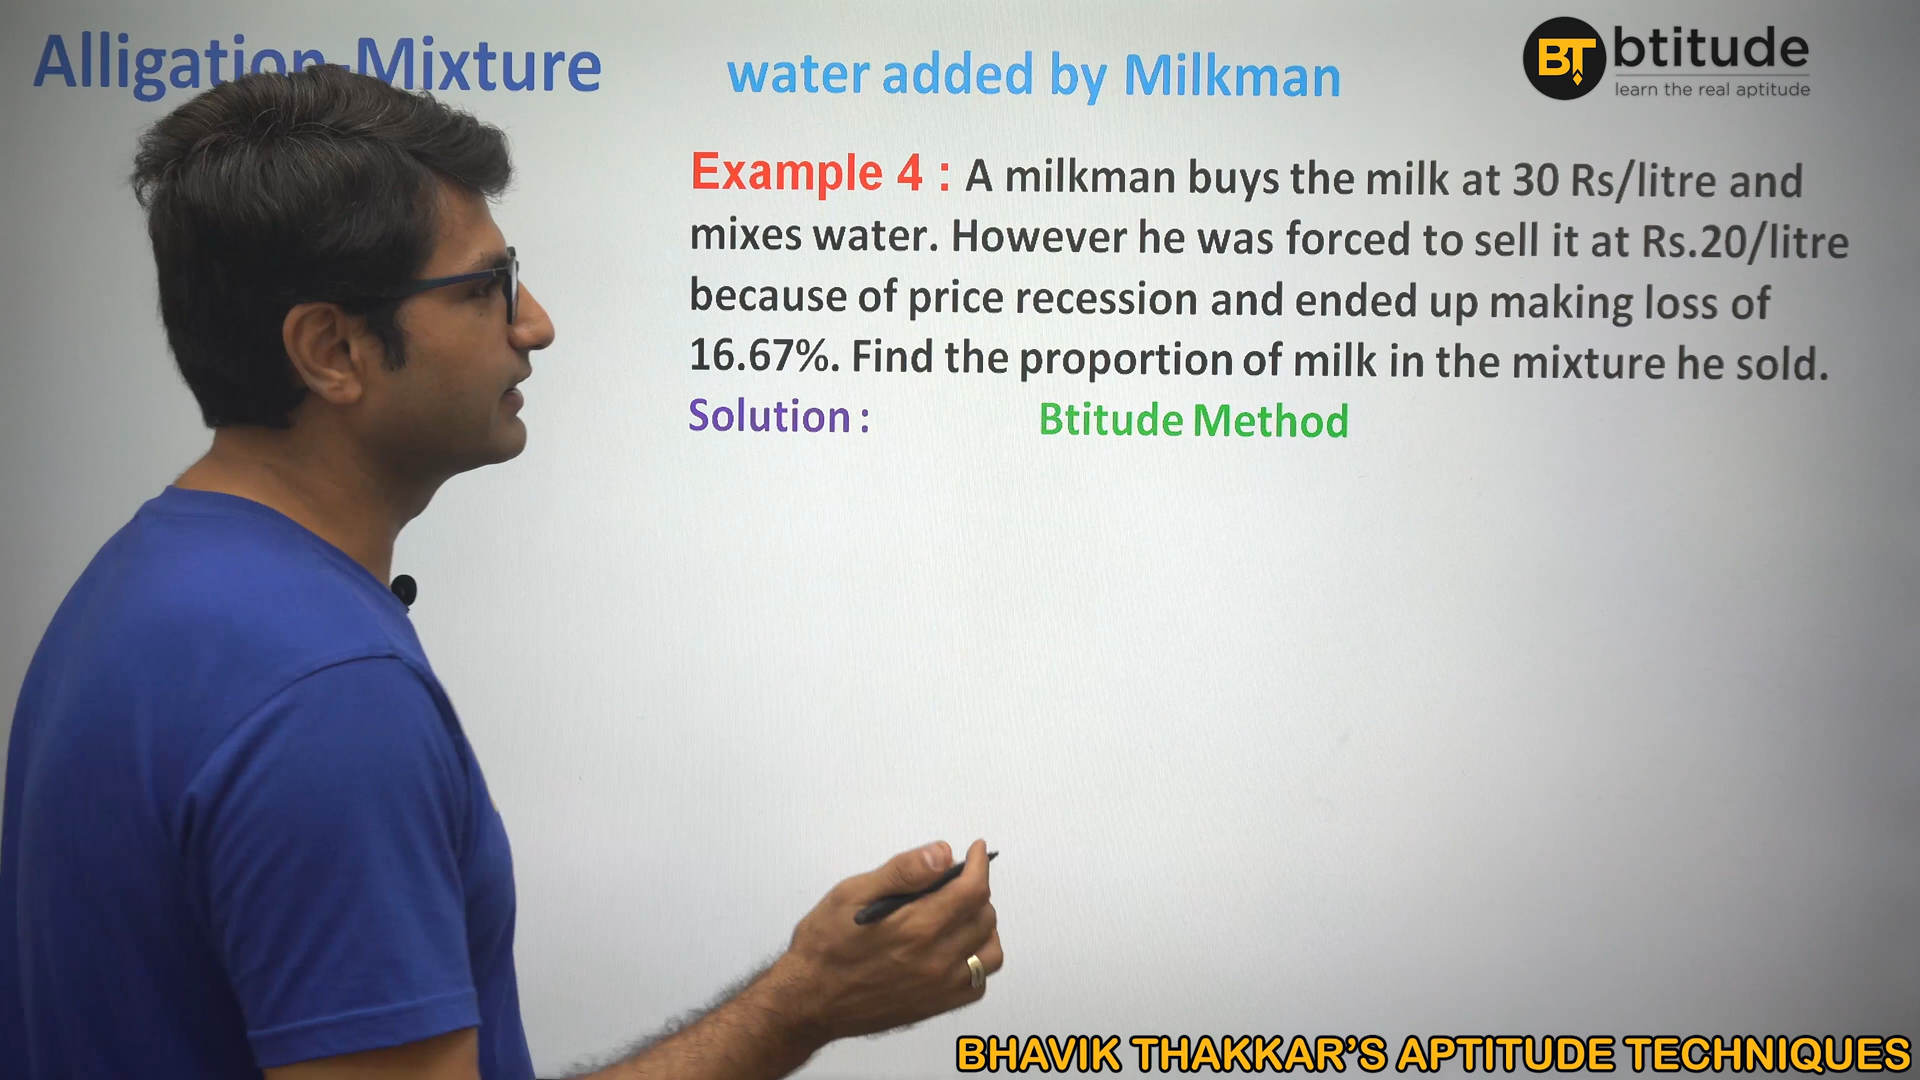 Alligation-Mixture
water added by Milkman
BT btitude
learn the real aptitude
Example 4 : A milkman buys the milk at 30 Rs/litre and
mixes water. However he was forced to sell it at Rs.20/litre
because of price recession and ended up making loss of
16.67%. Find the proportion of milk in the mixture he sold.
Solution :
Btitude Method
BHAVIK THAKKAR'S APTITUDE TECHNIQUES